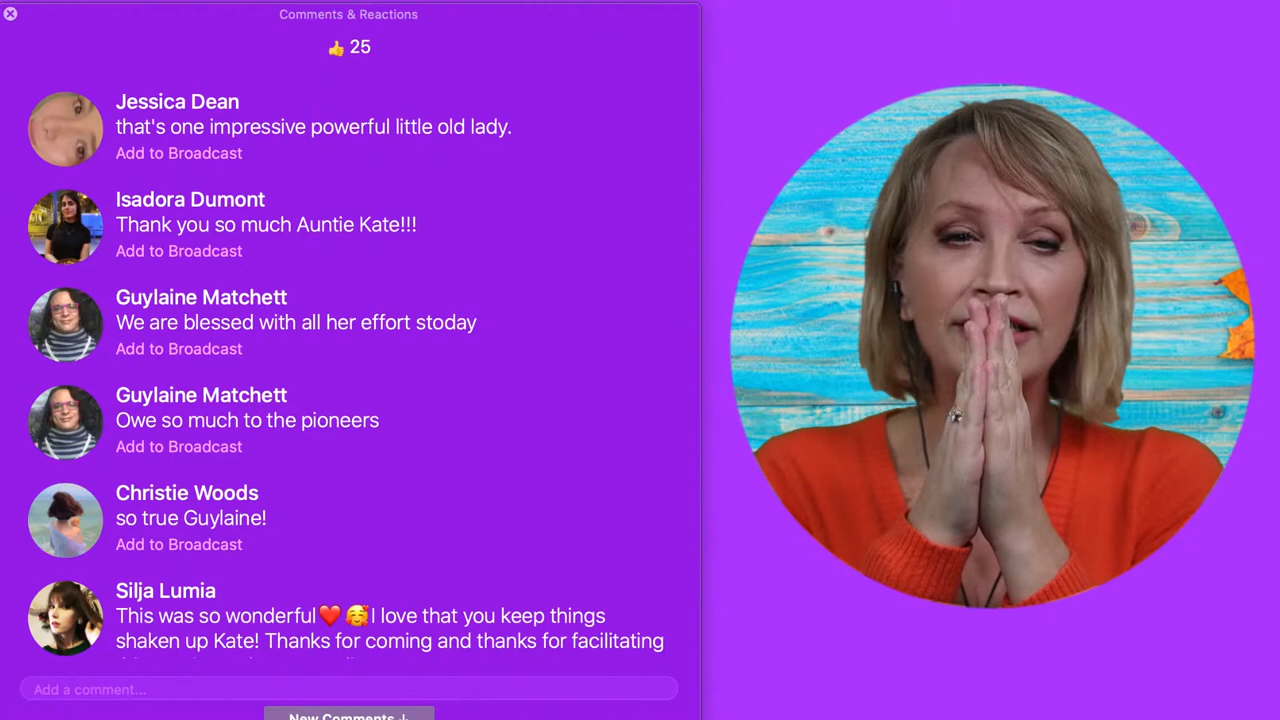 Comments & Reactions
👍 25
Jessica Dean
that's one impressive powerful little old lady.
Add to Broadcast
Isadora Dumont
Thank you so much Auntie Kate!!!
Add to Broadcast
Guylaine Matchett
We are blessed with all her effort stoday
Add to Broadcast
Guylaine Matchett
Owe so much to the pioneers
Add to Broadcast
Christie Woods
so true Guylaine!
Add to Broadcast
Silja Lumia
This was so wonderful❤️ 🥰I love that you keep things
shaken up Kate! Thanks for coming and thanks for facilitating
Add a comment...
New Comments ↓